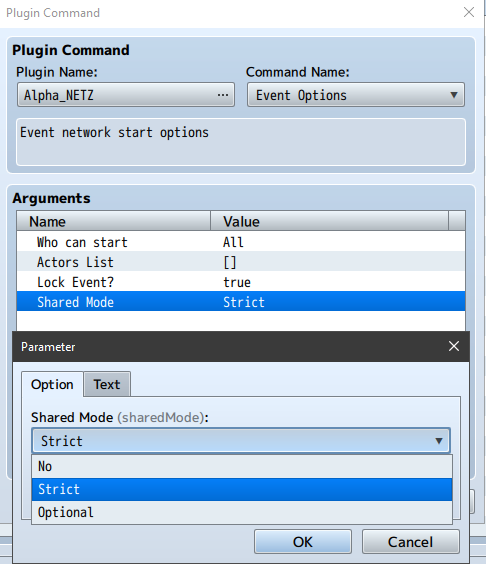 Plugin Command
Plugin Command
Plugin Name: Command Name:
Alpha_NETZ ... Event Options
Event network start options
Arguments
Name Value
Who can start All
Actors List []
Lock Event? true
Shared Mode Strict
Parameter
Option Text
Shared Mode (sharedMode):
Strict
No
Strict
Optional
OK Cancel